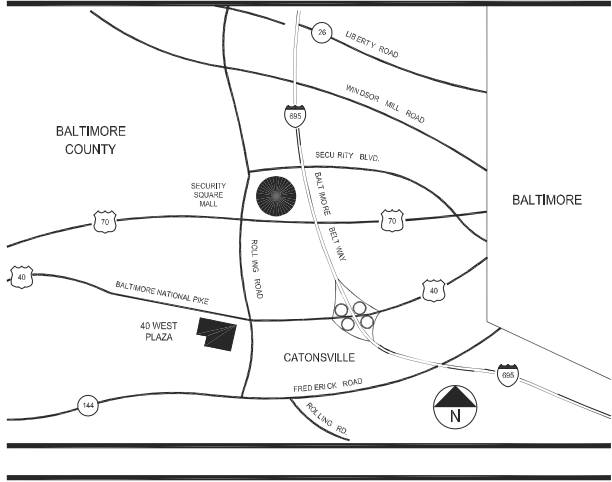 26
LIBERTY ROAD
WINDSOR MILL ROAD
695
BALTIMORE
COUNTY
SECURITY BLVD.
SECURITY
SQUARE
MALL
BALTIMORE
BELTWAY
BALTIMORE
70
70
ROLLING ROAD
40
BALTIMORE NATIONAL PIKE
40
40 WEST
PLAZA
CATONSVILLE
695
FREDERICK ROAD
144
ROLLING RD.
N